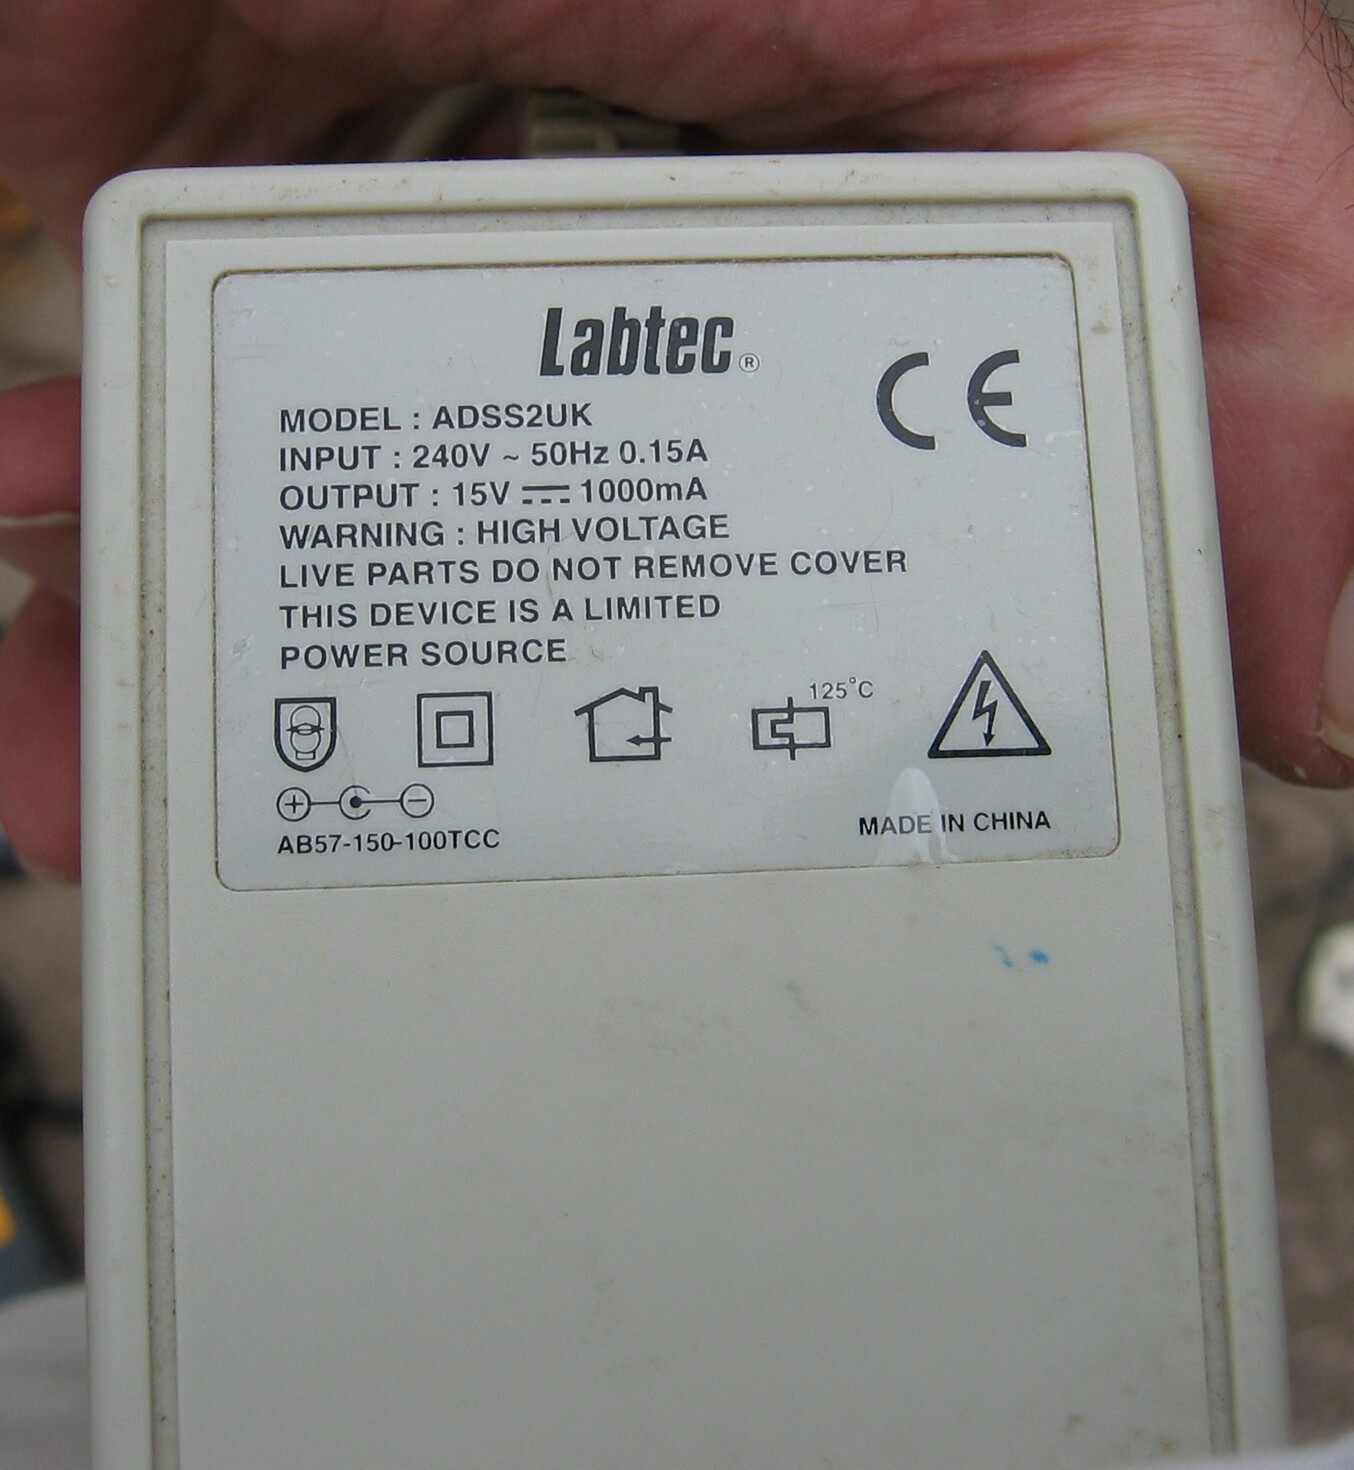 Labtec®
CE
MODEL : ADSS2UK
INPUT : 240V ~ 50Hz 0.15A
OUTPUT : 15V ⎓ 1000mA
WARNING : HIGH VOLTAGE
LIVE PARTS DO NOT REMOVE COVER
THIS DEVICE IS A LIMITED
POWER SOURCE
125°C
AB57-150-100TCC
MADE IN CHINA